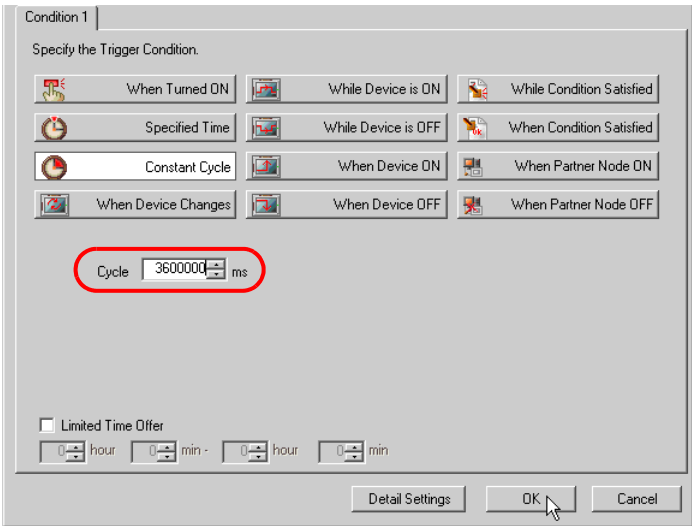 Condition 1
Specify the Trigger Condition.
When Turned ON While Device is ON While Condition Satisfied
Specified Time While Device is OFF When Condition Satisfied
Constant Cycle When Device ON When Partner Node ON
When Device Changes When Device OFF When Partner Node OFF
Cycle 3600000 ms
Limited Time Offer
0 hour 0 min - 0 hour 0 min
Detail Settings OK Cancel